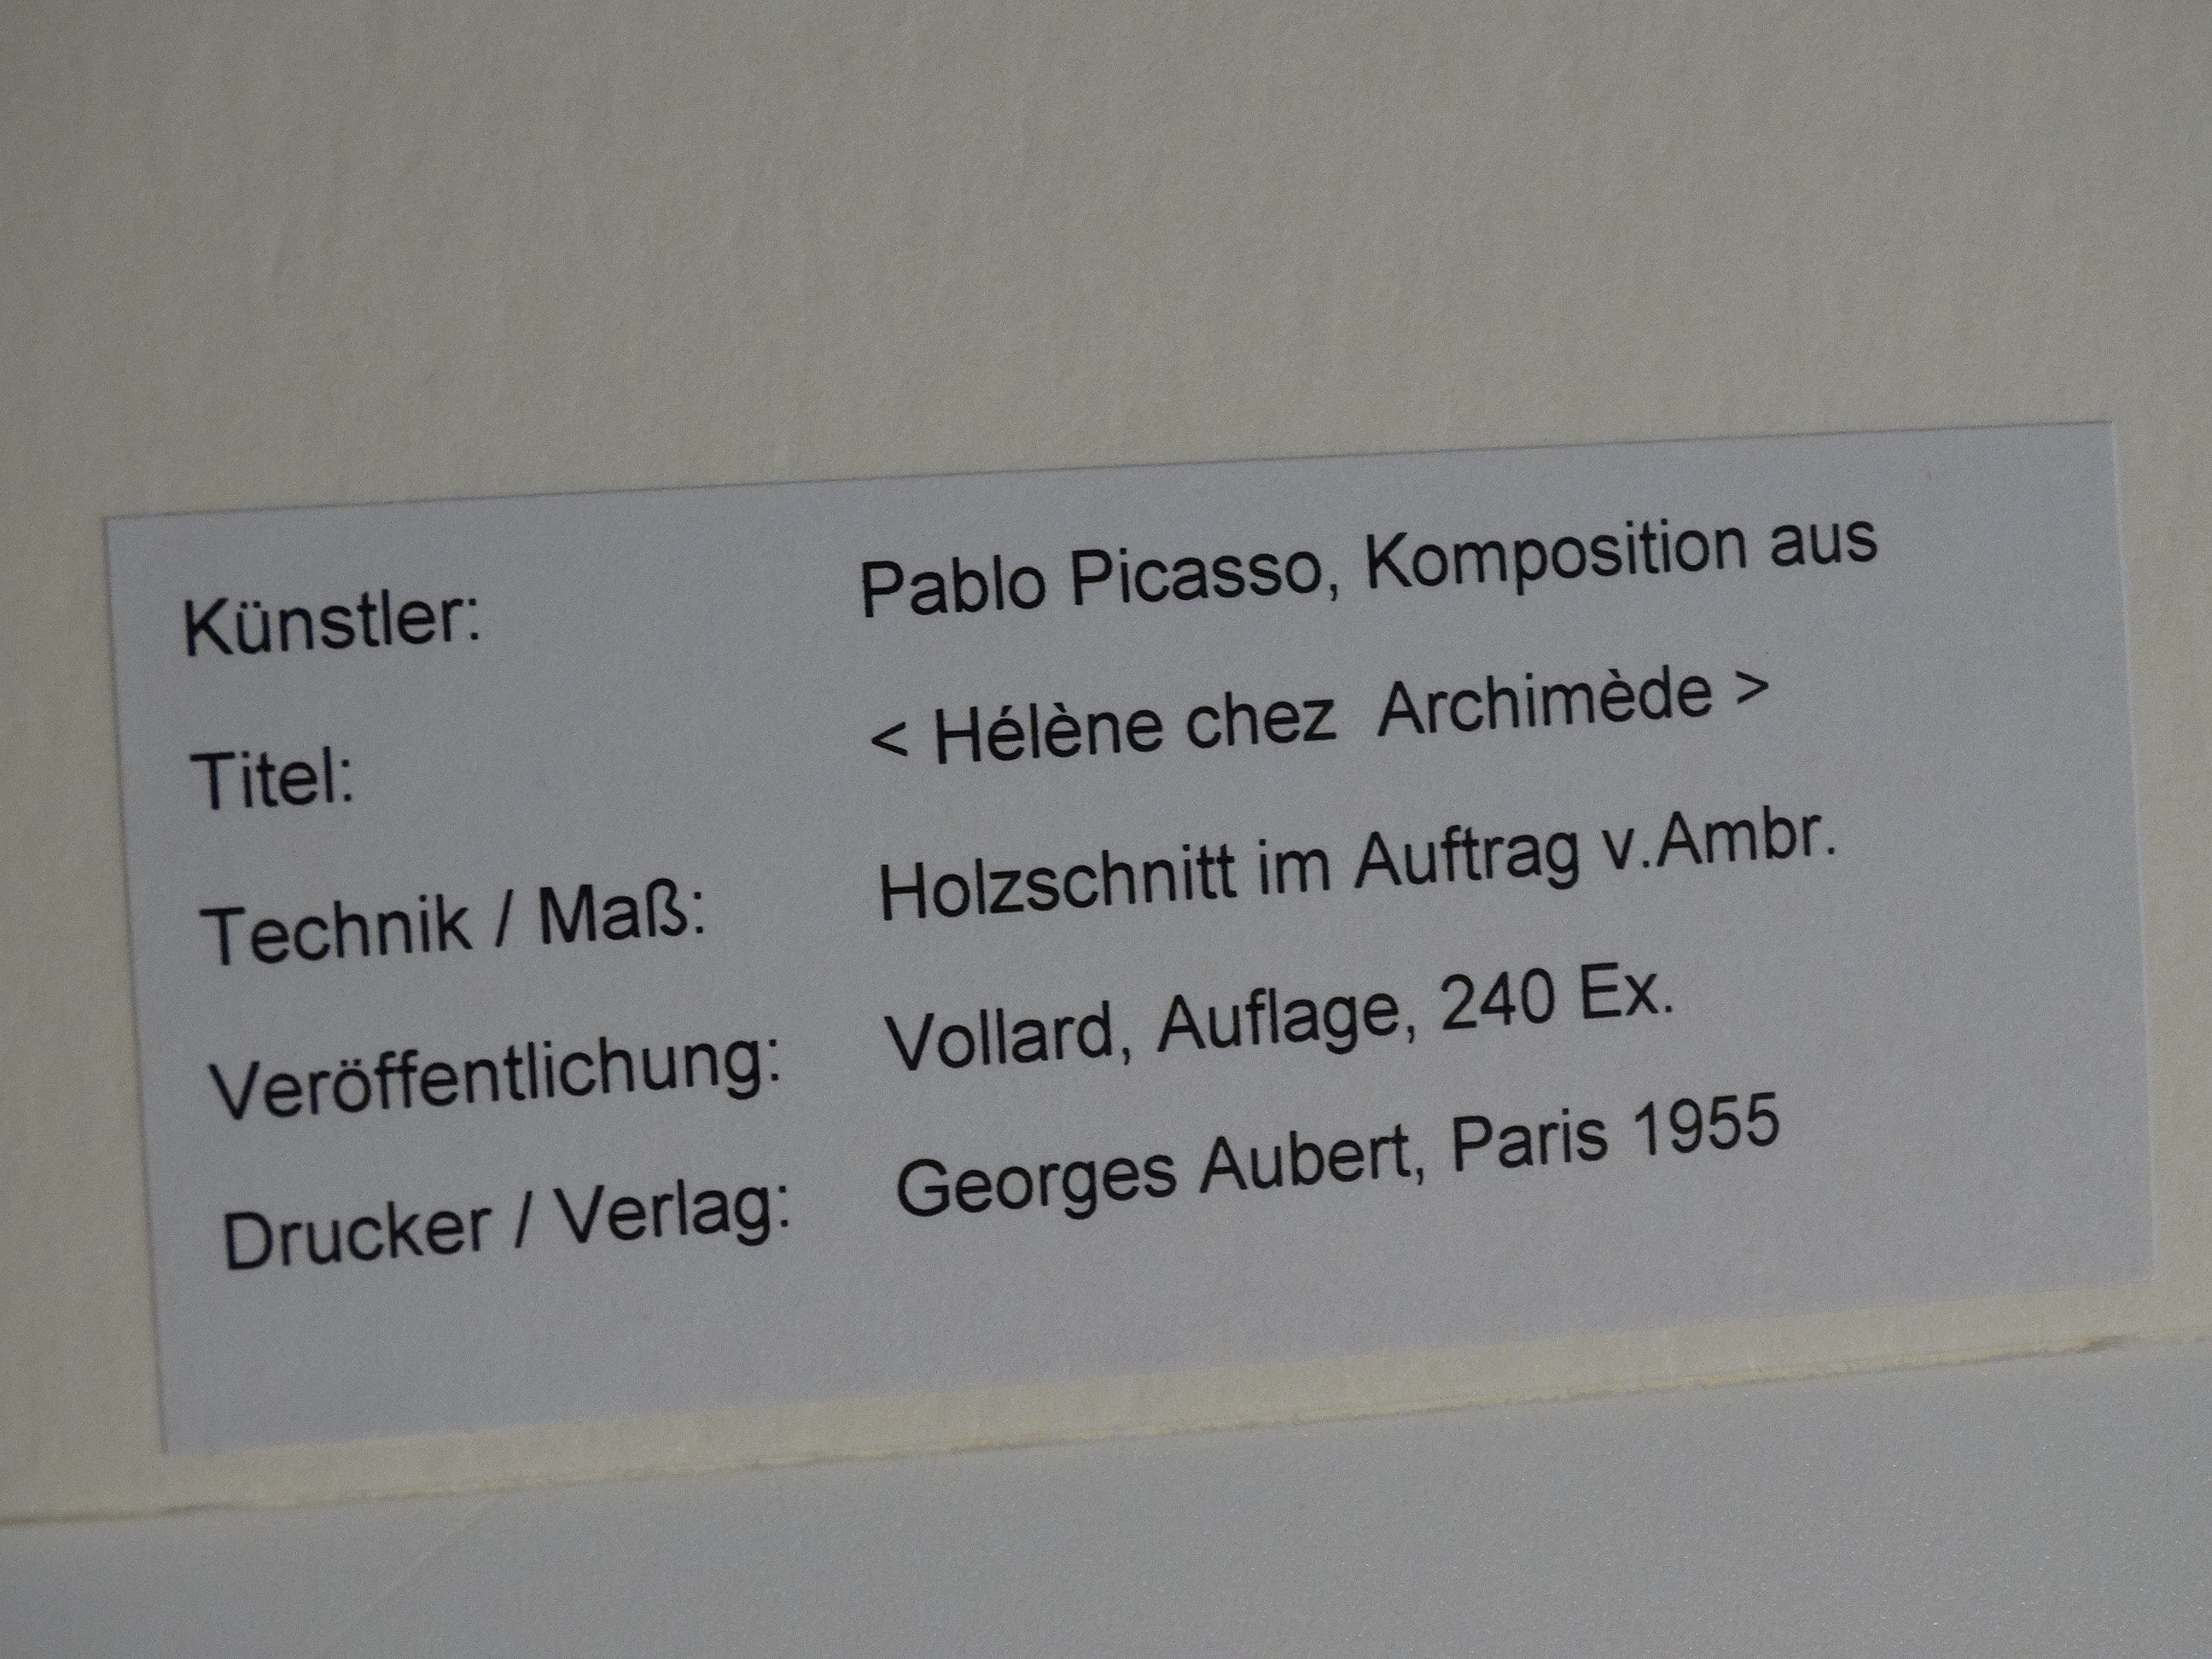 Künstler: Pablo Picasso, Komposition aus
Titel: < Hélène chez  Archimède >
Technik / Maß: Holzschnitt im Auftrag v.Ambr.
Veröffentlichung: Vollard, Auflage, 240 Ex.
Drucker / Verlag: Georges Aubert, Paris 1955